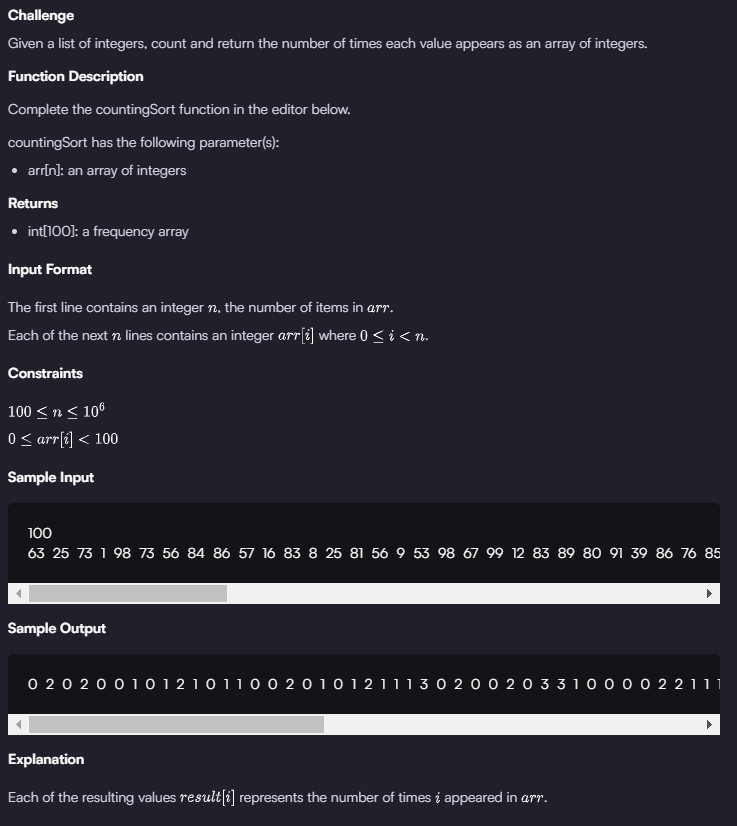 Challenge
Given a list of integers, count and return the number of times each value appears as an array of integers.
Function Description
Complete the countingSort function in the editor below.
countingSort has the following parameter(s):
• arr[n]: an array of integers
Returns
• int[100]: a frequency array
Input Format
The first line contains an integer n, the number of items in arr.
Each of the next n lines contains an integer arr[i] where 0 ≤ i < n.
Constraints
100 ≤ n ≤ 10⁶
0 ≤ arr[i] < 100
Sample Input
100
63 25 73 1 98 73 56 84 86 57 16 83 8 25 81 56 9 53 98 67 99 12 83 89 80 91 39 86 76 85
Sample Output
0 2 0 2 0 0 1 0 1 2 1 0 1 1 0 0 2 0 1 0 1 2 1 1 1 3 0 2 0 0 2 0 3 3 1 0 0 0 0 2 2 1 1 1
Explanation
Each of the resulting values result[i] represents the number of times i appeared in arr.